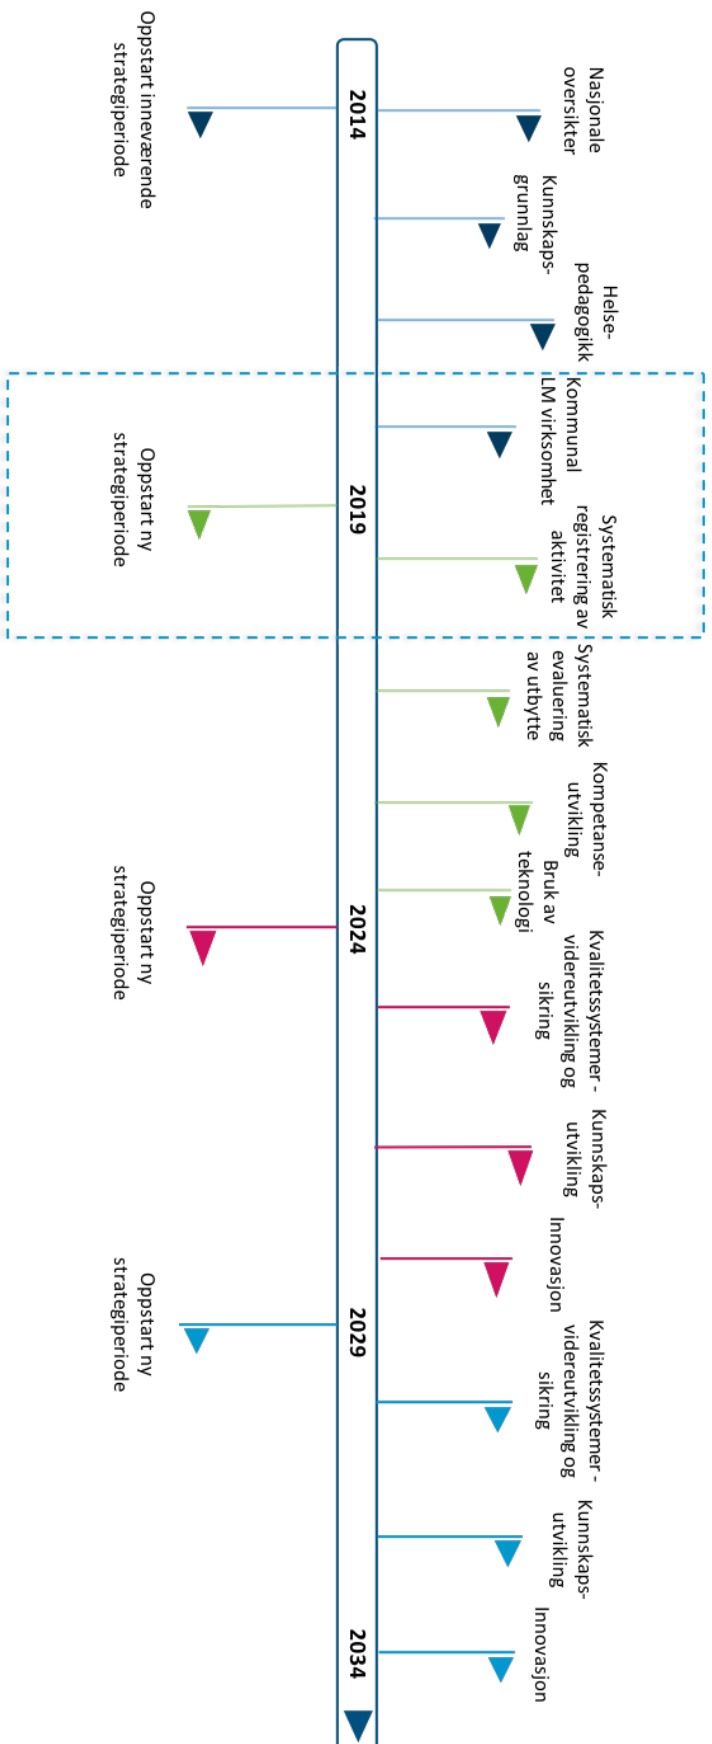 Nasjonale
oversikter
Kunnskaps-
grunnlag
Helse-
pedagogikk
Kommunal
LM virksomhet
Systematisk
registrering av
aktivitet
Systematisk
evaluering
av utbytte
Kompetanse-
utvikling
Bruk av
teknologi
Kvalitetssystemer -
videreutvikling og
sikring
Kunnskaps-
utvikling
Innovasjon
Kvalitetssystemer -
videreutvikling og
sikring
Kunnskaps-
utvikling
Innovasjon
2014
2019
2024
2029
2034
Oppstart inneværende
strategiperiode
Oppstart ny
strategiperiode
Oppstart ny
strategiperiode
Oppstart ny
strategiperiode